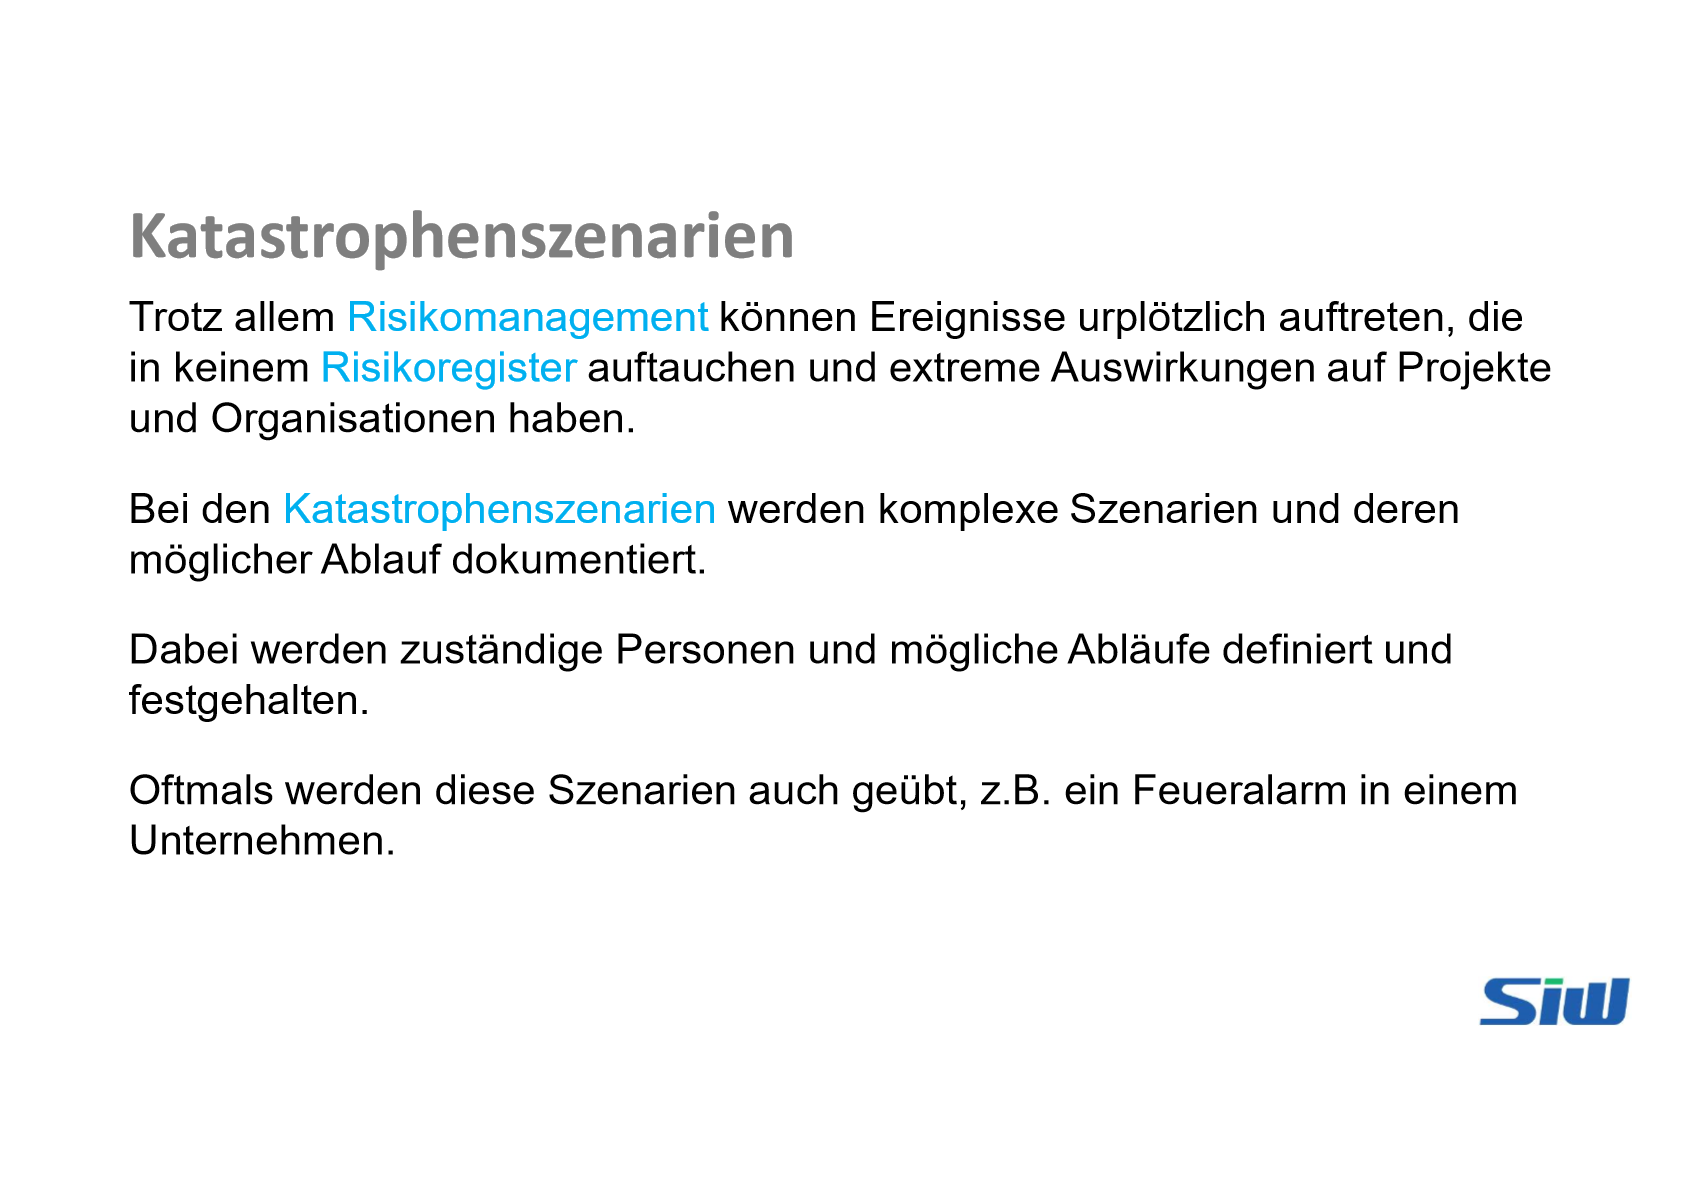 Katastrophenszenarien
Trotz allem Risikomanagement können Ereignisse urplötzlich auftreten, die
in keinem Risikoregister auftauchen und extreme Auswirkungen auf Projekte
und Organisationen haben.
Bei den Katastrophenszenarien werden komplexe Szenarien und deren
möglicher Ablauf dokumentiert.
Dabei werden zuständige Personen und mögliche Abläufe definiert und
festgehalten.
Oftmals werden diese Szenarien auch geübt, z.B. ein Feueralarm in einem
Unternehmen.
Siw